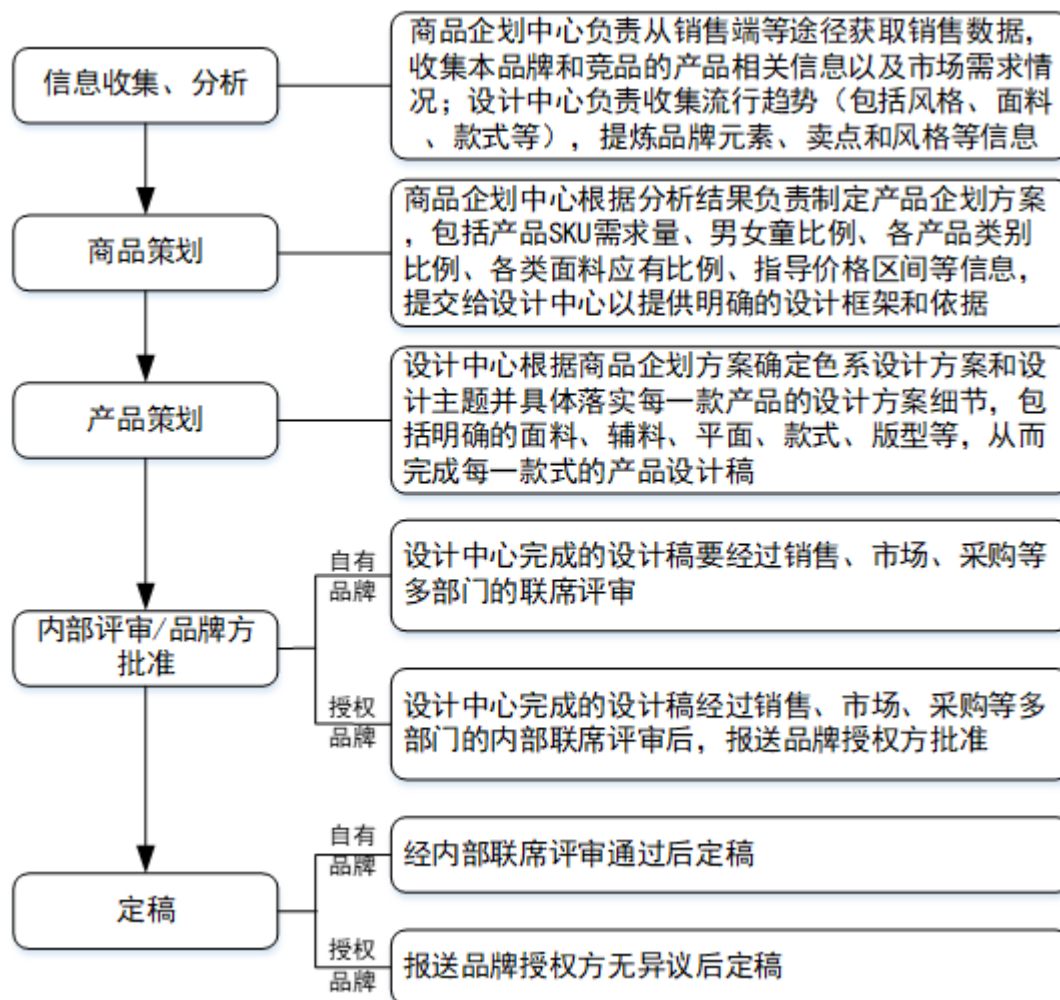 信息收集、分析
商品企划中心负责从销售端等途径获取销售数据，
收集本品牌和竞品的产品相关信息以及市场需求情
况；设计中心负责收集流行趋势（包括风格、面料
、款式等），提炼品牌元素、卖点和风格等信息
商品策划
商品企划中心根据分析结果负责制定产品企划方案
，包括产品SKU需求量、男女童比例、各产品类别
比例、各类面料应有比例、指导价格区间等信息，
提交给设计中心以提供明确的设计框架和依据
产品策划
设计中心根据商品企划方案确定色系设计方案和设
计主题并具体落实每一款产品的设计方案细节，包
括明确的面料、辅料、平面、款式、版型等，从而
完成每一款式的产品设计稿
内部评审/品牌方
批准
自有
品牌
设计中心完成的设计稿要经过销售、市场、采购等
多部门的联席评审
授权
品牌
设计中心完成的设计稿经过销售、市场、采购等多
部门的内部联席评审后，报送品牌授权方批准
定稿
自有
品牌
经内部联席评审通过后定稿
授权
品牌
报送品牌授权方无异议后定稿